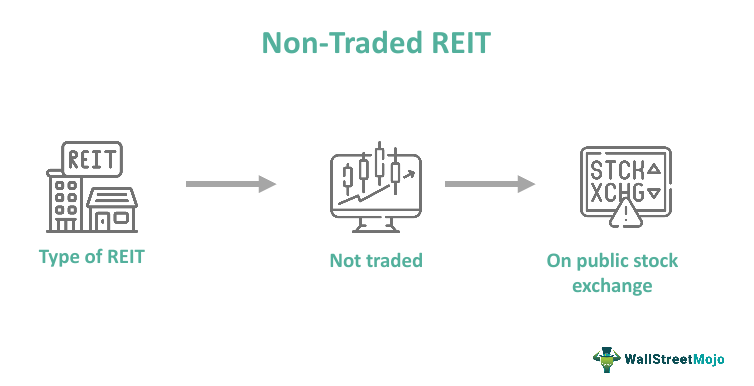 Non-Traded REIT
REIT
STCK
XCHG
Type of REIT
Not traded
On public stock
exchange
WallStreetMojo